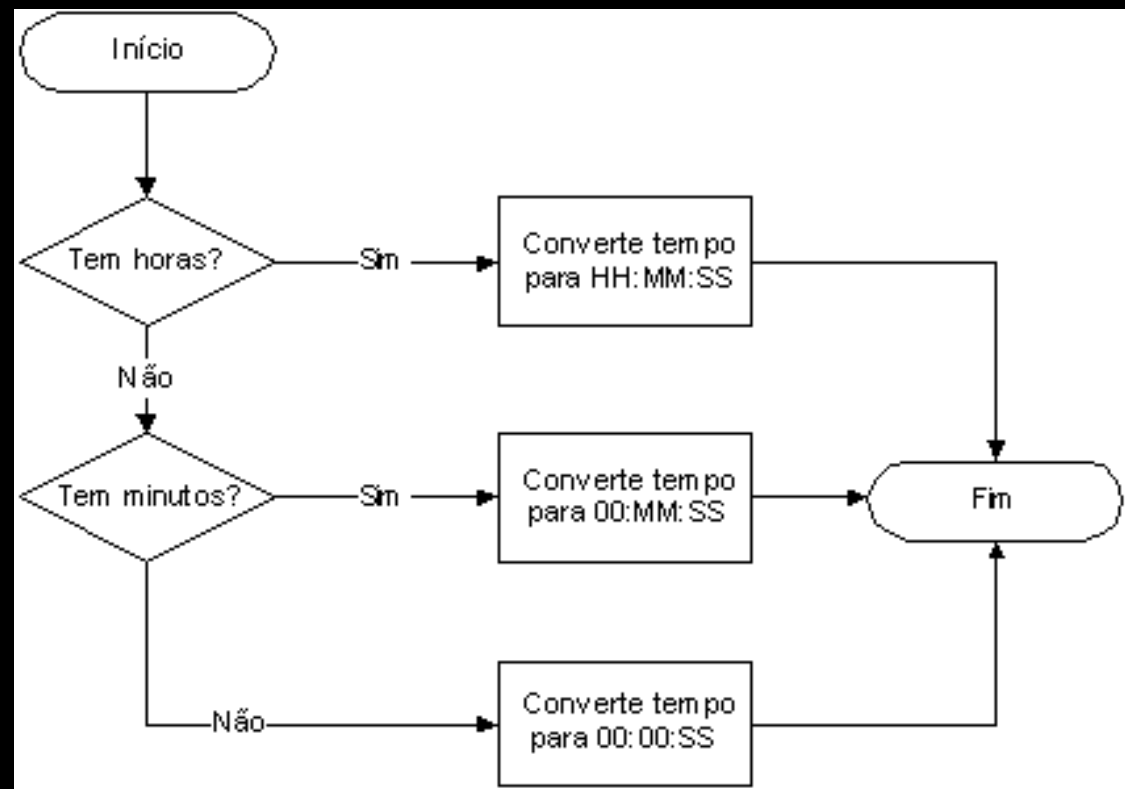 Início
Tem horas?
Sim
Converte tempo
para HH:MM:SS
Não
Tem minutos?
Sim
Converte tempo
para 00:MM:SS
Fim
Não
Converte tempo
para 00:00:SS